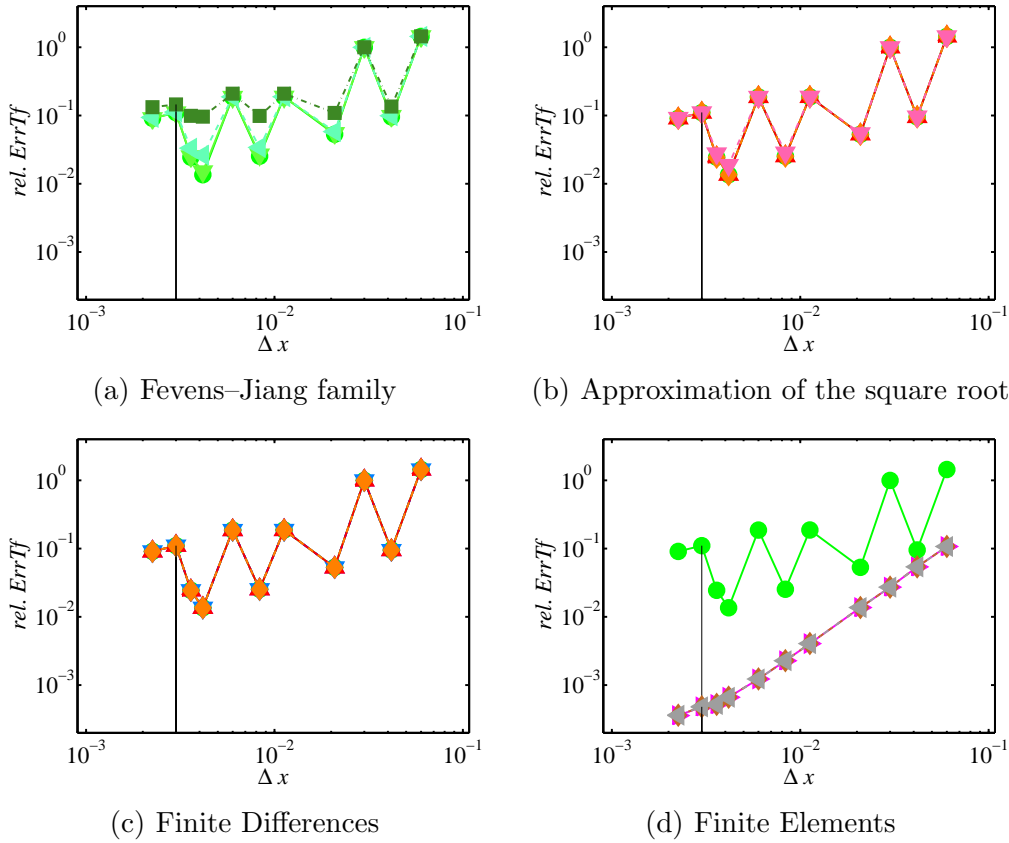 10^0
10^0
10^-1
10^-1
10^-2
10^-2
10^-3
10^-3
rel. ErrTf
rel. ErrTf
10^-3 10^-2 10^-1
10^-3 10^-2 10^-1
Δ x
Δ x
(a) Fevens–Jiang family
(b) Approximation of the square root
10^0
10^0
10^-1
10^-1
10^-2
10^-2
10^-3
10^-3
rel. ErrTf
rel. ErrTf
10^-3 10^-2 10^-1
10^-3 10^-2 10^-1
Δ x
Δ x
(c) Finite Differences
(d) Finite Elements